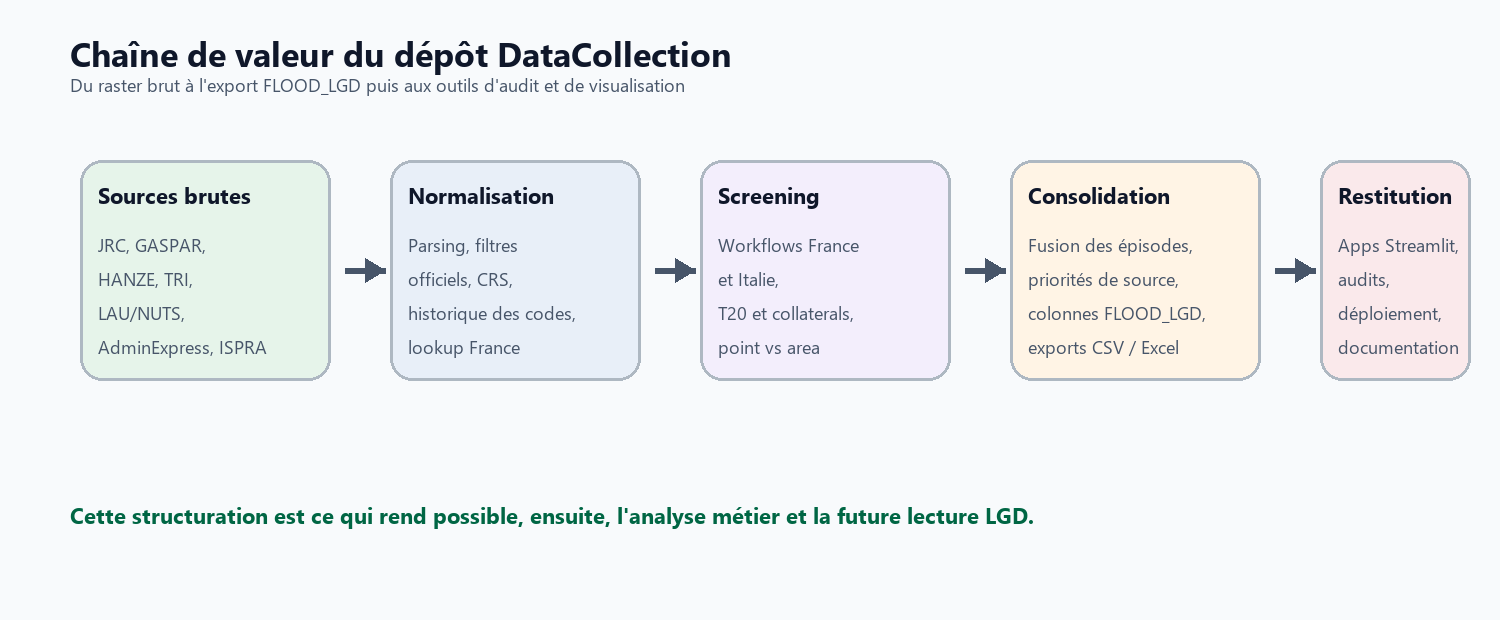 Chaîne de valeur du dépôt DataCollection
Du raster brut à l'export FLOOD_LGD puis aux outils d'audit et de visualisation
Sources brutes
JRC, GASPAR,
HANZE, TRI,
LAU/NUTS,
AdminExpress, ISPRA
Normalisation
Parsing, filtres
officiels, CRS,
historique des codes,
lookup France
Screening
Workflows France
et Italie,
T20 et collaterals,
point vs area
Consolidation
Fusion des épisodes,
priorités de source,
colonnes FLOOD_LGD,
exports CSV / Excel
Restitution
Apps Streamlit,
audits,
déploiement,
documentation
Cette structuration est ce qui rend possible, ensuite, l'analyse métier et la future lecture LGD.